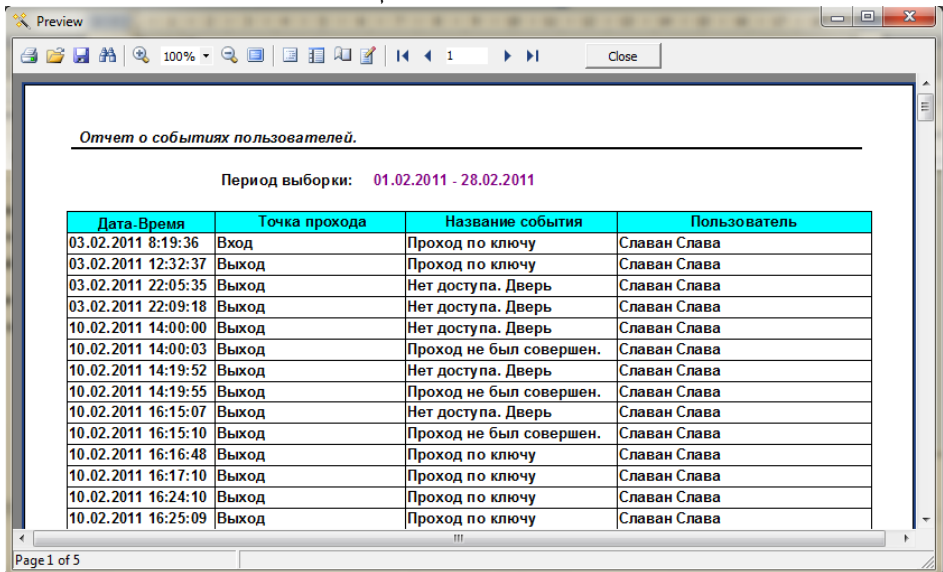 Preview
100% 1 Close
Отчет о событиях пользователей.
Период выборки: 01.02.2011 - 28.02.2011
Дата-Время Точка прохода Название события Пользователь
03.02.2011 8:19:36 Вход Проход по ключу Славан Слава
03.02.2011 12:32:37 Выход Проход по ключу Славан Слава
03.02.2011 22:05:35 Выход Нет доступа. Дверь Славан Слава
03.02.2011 22:09:18 Выход Нет доступа. Дверь Славан Слава
10.02.2011 14:00:00 Выход Нет доступа. Дверь Славан Слава
10.02.2011 14:00:03 Выход Проход не был совершен. Славан Слава
10.02.2011 14:19:52 Выход Нет доступа. Дверь Славан Слава
10.02.2011 14:19:55 Выход Проход не был совершен. Славан Слава
10.02.2011 16:15:07 Выход Нет доступа. Дверь Славан Слава
10.02.2011 16:15:10 Выход Проход не был совершен. Славан Слава
10.02.2011 16:16:48 Выход Проход по ключу Славан Слава
10.02.2011 16:17:10 Выход Проход по ключу Славан Слава
10.02.2011 16:24:10 Выход Проход по ключу Славан Слава
10.02.2011 16:25:09 Выход Проход по ключу Славан Слава
Page 1 of 5